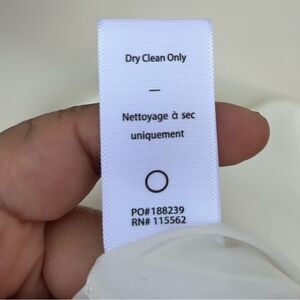 Dry Clean Only
—
Nettoyage à sec
uniquement
PO#188239
RN# 115562